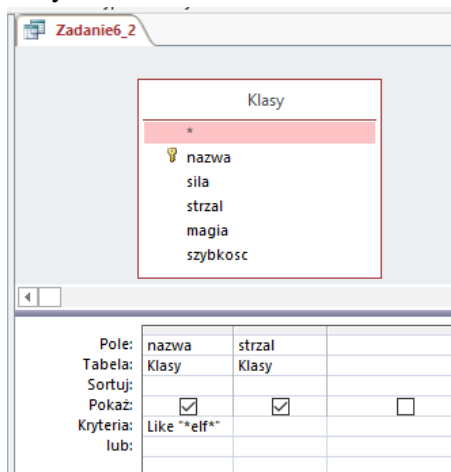 Zadanie6_2
Klasy
*
nazwa
sila
strzal
magia
szybkosc
Pole: nazwa strzal
Tabela: Klasy Klasy
Sortuj:
Pokaż:
Kryteria: Like "*elf*"
lub: